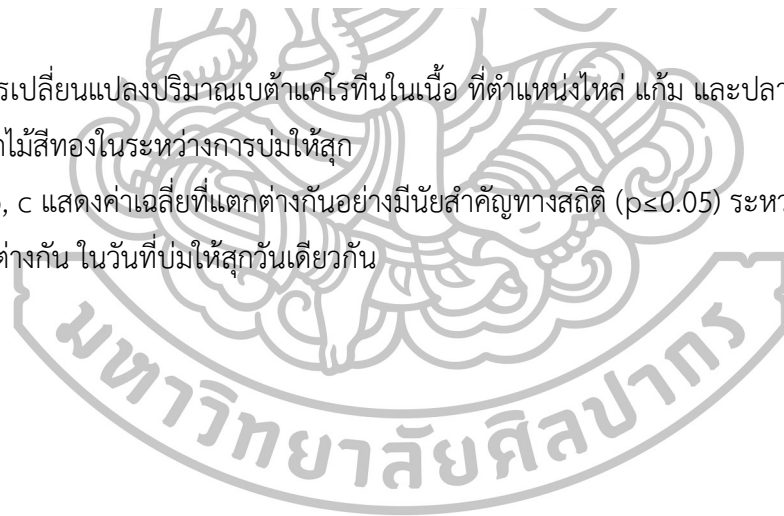 รเปลี่ยนแปลงปริมาณเบต้าแคโรทีนในเนื้อ ที่ตำแหน่งไหล่ แก้ม และปลา
ไม้สีทองในระหว่างการบ่มให้สุก
, c แสดงค่าเฉลี่ยที่แตกต่างกันอย่างมีนัยสำคัญทางสถิติ (p≤0.05) ระหว
ต่างกัน ในวันที่บ่มให้สุกวันเดียวกัน
มหาวิทยาลัยศิลปากร